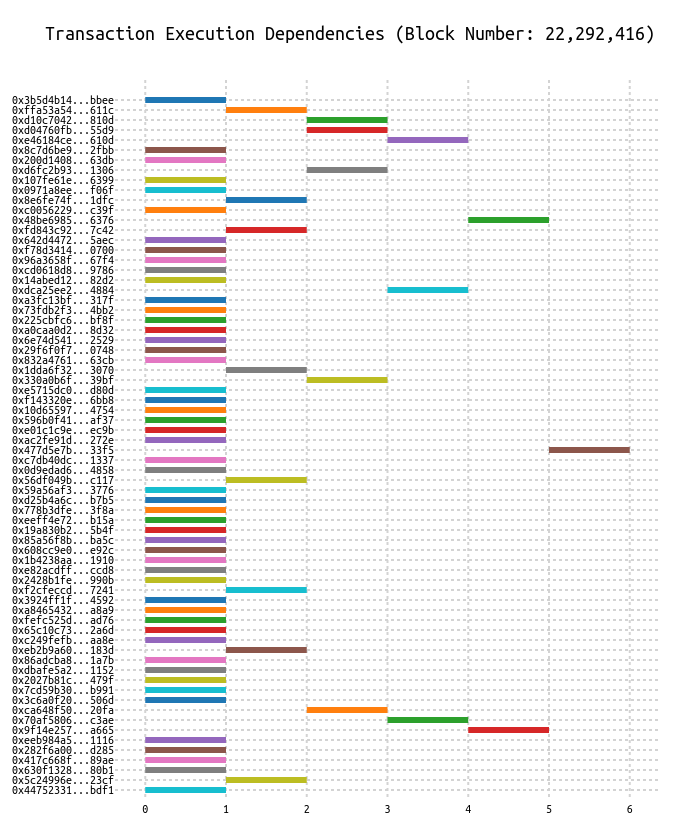 Transaction Execution Dependencies (Block Number: 22,292,416)
0x3b5d4b14...bbee
0xffa53a54...611c
0xd10c7042...810d
0xd04760fb...55d9
0xe46184ce...610d
0x8c7d6be9...2fbb
0x200d1408...63db
0xd6fc2b93...1306
0x107fe61e...6399
0x0971a8ee...f06f
0x8e6fe74f...1dfc
0xc0056229...c39f
0x48be6985...6376
0xfd843c92...7c42
0x642d4472...5aec
0xf78d3414...0700
0x96a3658f...67f4
0xcd0618d8...9786
0x14abed12...82d2
0xdca25ee2...4884
0xa3fc13bf...317f
0x73fdb2f3...4bb2
0x225cbfc6...bf8f
0xa0caa0d2...8d32
0x6e74d541...2529
0x29f6f0f7...0748
0x832a4761...63cb
0x1dda6f32...3070
0x330a0b6f...39bf
0xe5715dc0...d80d
0xf143320e...6bb8
0x10d65597...4754
0x596b0f41...af37
0xe01c1c9e...ec9b
0xac2fe91d...272e
0x477d5e7b...33f5
0xc7db40dc...1337
0x0d9edad6...4858
0x56df049b...c117
0x59a56af3...3776
0xd25b4a6c...b7b5
0x778b3dfe...3f8a
0xeeff4e72...b15a
0x19a830b2...5b4f
0x85a56f8b...ba5c
0x608cc9e0...e92c
0x1b4238aa...1910
0xe82acdff...ccd8
0x2428b1fe...990b
0xf2cfeccd...7241
0x3924ff1f...4592
0xa8465432...a8a9
0xfefc525d...ad76
0x65c10c73...2a6d
0xc249fefb...aa8e
0xeb2b9a60...183d
0x86adcba8...1a7b
0xdbafe5a2...1152
0x2027b81c...479f
0x7cd59b30...b991
0x3c6a0f20...506d
0xca648f50...20fa
0x70af5806...c3ae
0x9f14e257...a665
0xeeb984a5...1116
0x282f6a00...d285
0x417c668f...89ae
0x630f1328...80b1
0x5c24996e...23cf
0x44752331...bdf1
0 1 2 3 4 5 6